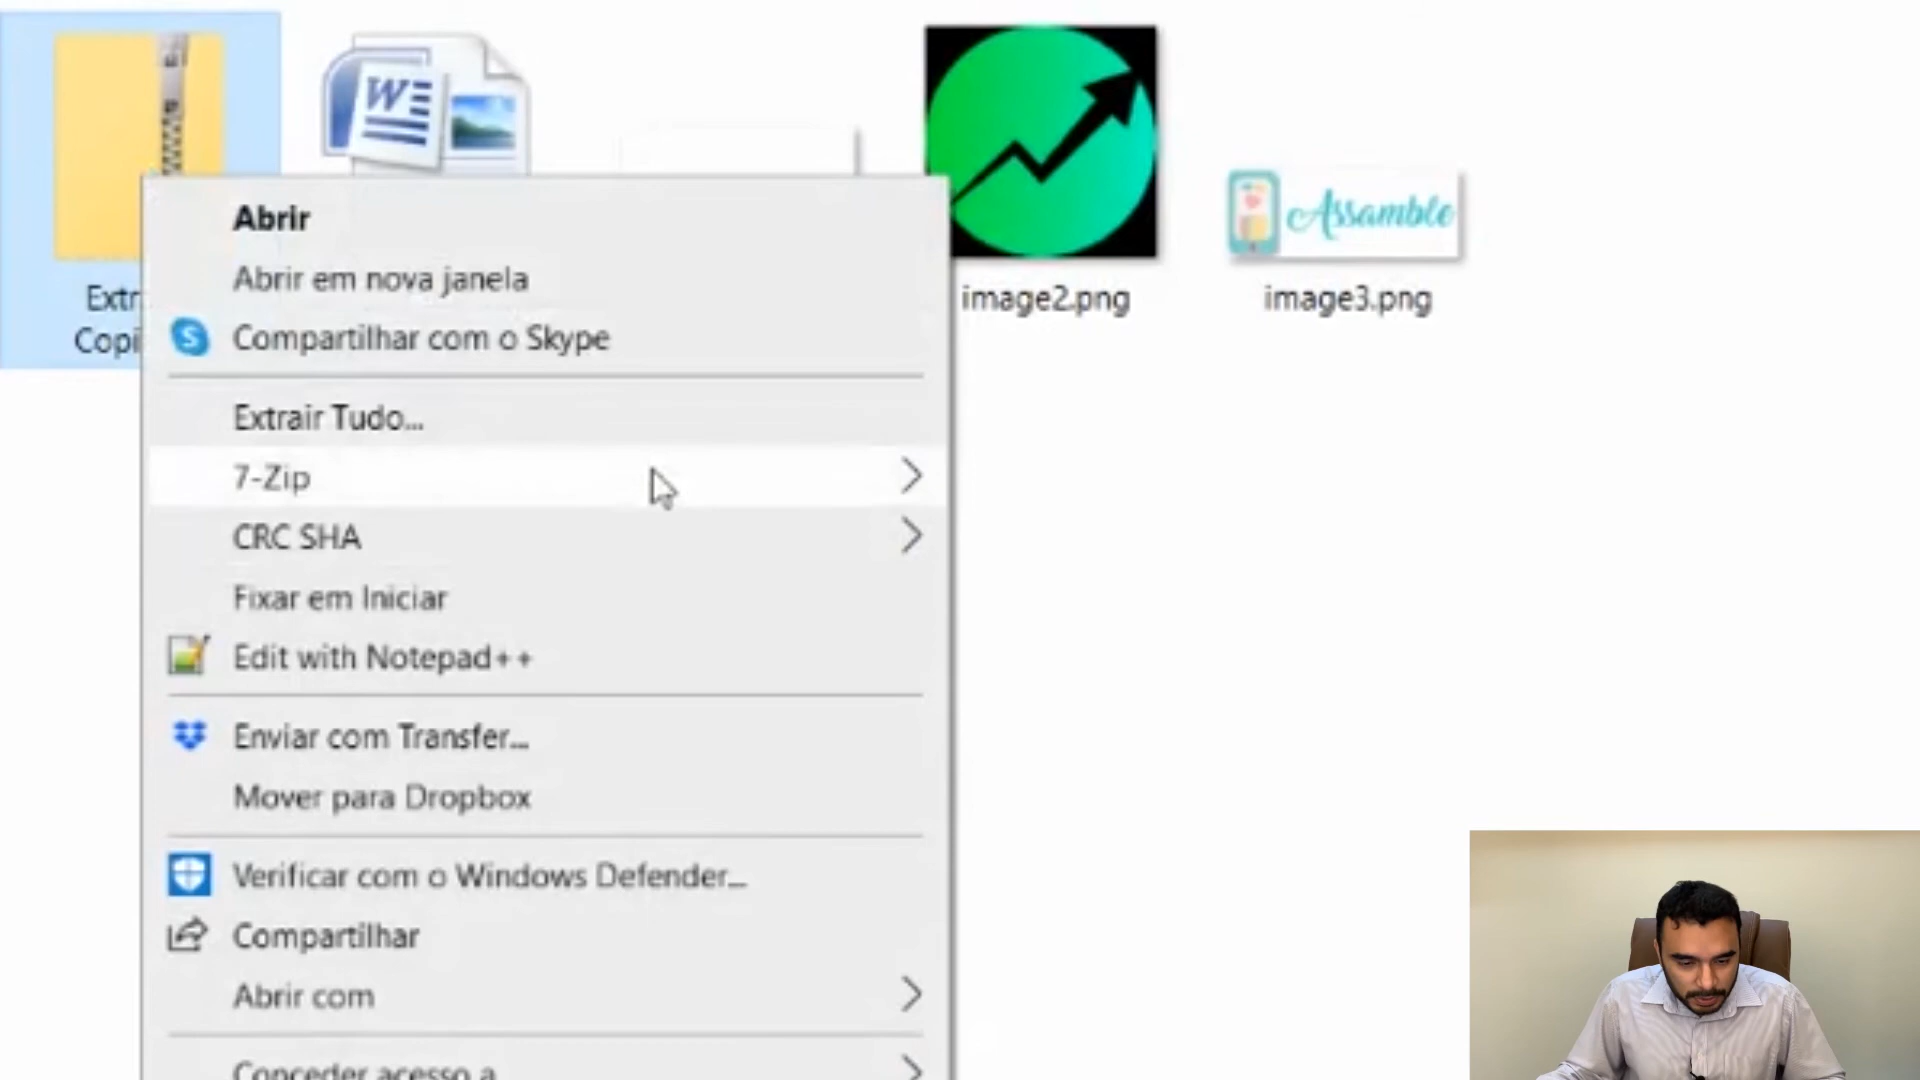 Extr
Copi
image2.png
Assamble
image3.png
Abrir
Abrir em nova janela
Compartilhar com o Skype
Extrair Tudo...
7-Zip
CRC SHA
Fixar em Iniciar
Edit with Notepad++
Enviar com Transfer...
Mover para Dropbox
Verificar com o Windows Defender...
Compartilhar
Abrir com
Conceder acesso a